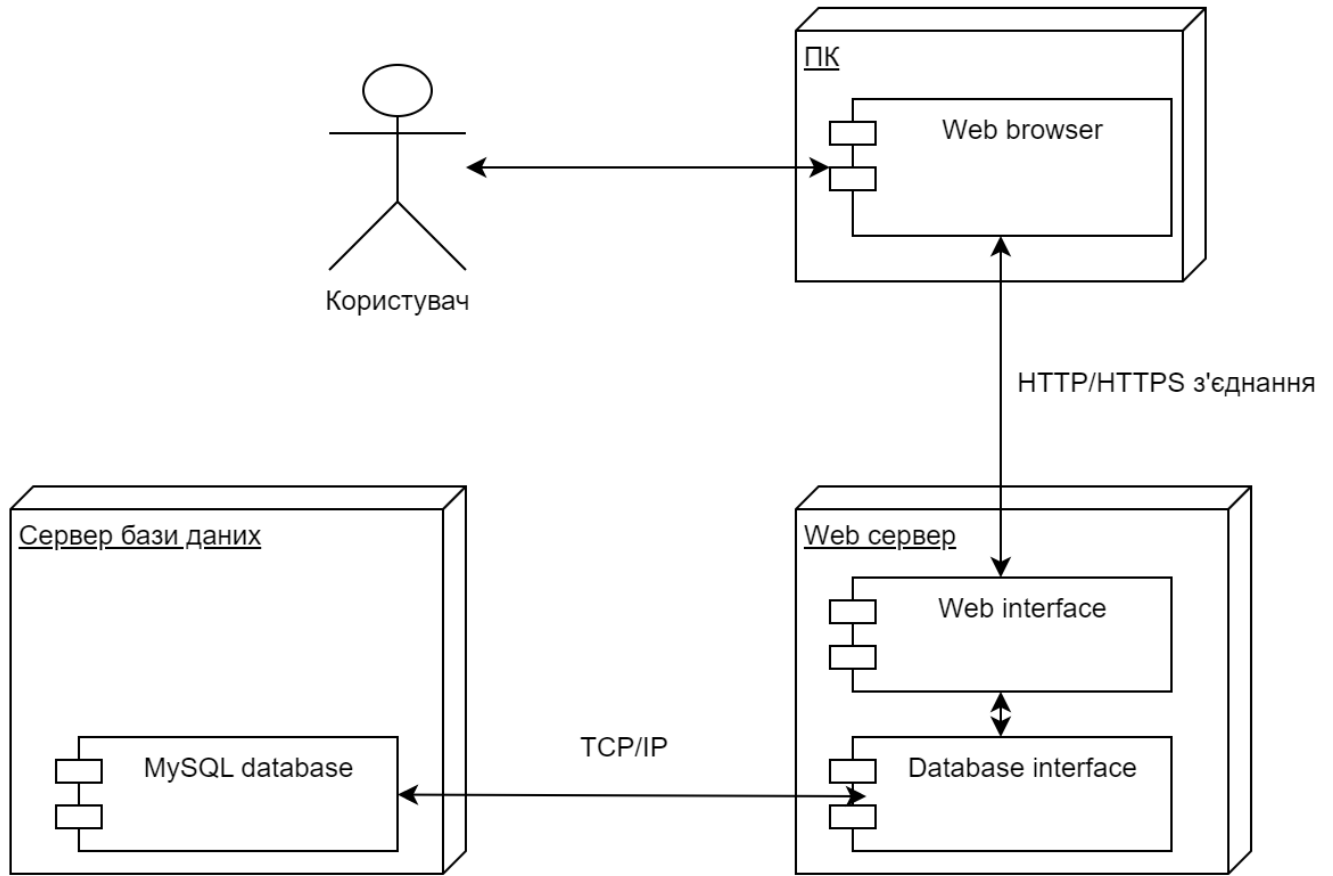 ПК
Web browser
Користувач
HTTP/HTTPS з'єднання
Сервер бази даних
Web сервер
Web interface
TCP/IP
MySQL database
Database interface